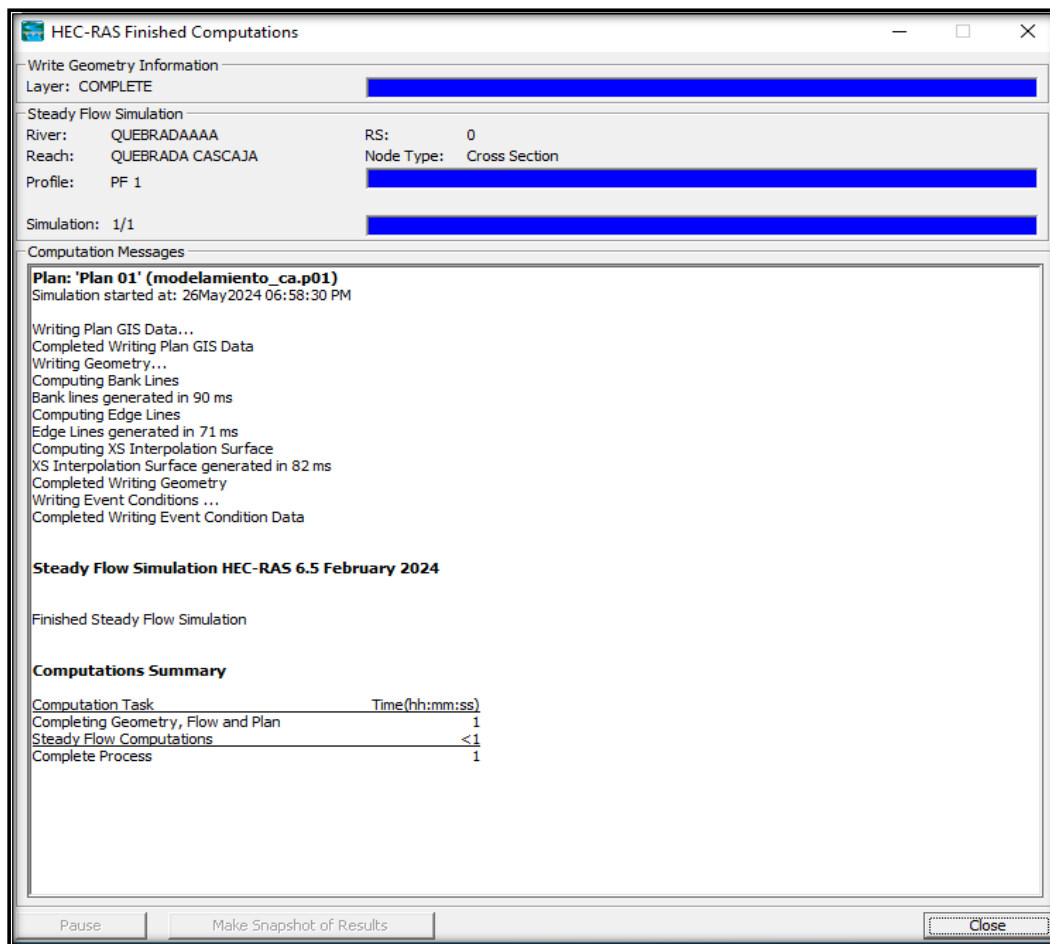 HEC-RAS Finished Computations
Write Geometry Information
Layer: COMPLETE
Steady Flow Simulation
River: QUEBRADAAAA RS: 0
Reach: QUEBRADA CASCAJA Node Type: Cross Section
Profile: PF 1
Simulation: 1/1
Computation Messages
Plan: 'Plan 01' (modelamiento_ca.p01)
Simulation started at: 26May2024 06:58:30 PM
Writing Plan GIS Data...
Completed Writing Plan GIS Data
Writing Geometry...
Computing Bank Lines
Bank lines generated in 90 ms
Computing Edge Lines
Edge Lines generated in 71 ms
Computing XS Interpolation Surface
XS Interpolation Surface generated in 82 ms
Completed Writing Geometry
Writing Event Conditions ...
Completed Writing Event Condition Data
Steady Flow Simulation HEC-RAS 6.5 February 2024
Finished Steady Flow Simulation
Computations Summary
Computation Task Time(hh:mm:ss)
Completing Geometry, Flow and Plan 1
Steady Flow Computations <1
Complete Process 1
Pause Make Snapshot of Results Close